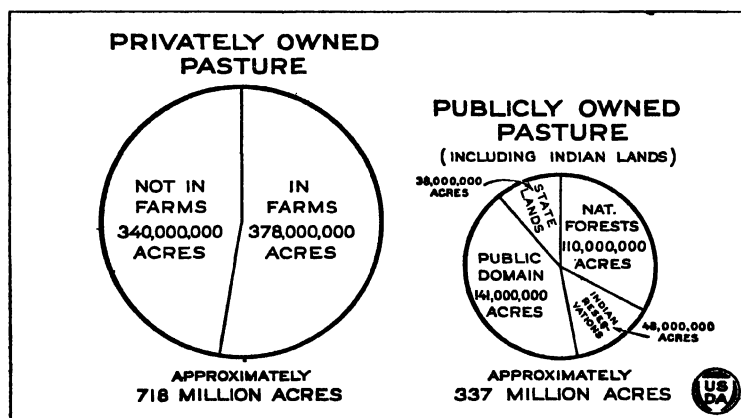 PRIVATELY OWNED
PASTURE
NOT IN
FARMS
340,000,000
ACRES
IN
FARMS
378,000,000
ACRES
APPROXIMATELY
718 MILLION ACRES
PUBLICLY OWNED
PASTURE
(INCLUDING INDIAN LANDS)
38,000,000
ACRES
STATE
LANDS
NAT.
FORESTS
110,000,000
ACRES
PUBLIC
DOMAIN
141,000,000
ACRES
INDIAN
RESER-
VATIONS
48,000,000
ACRES
APPROXIMATELY
337 MILLION ACRES
US
DA